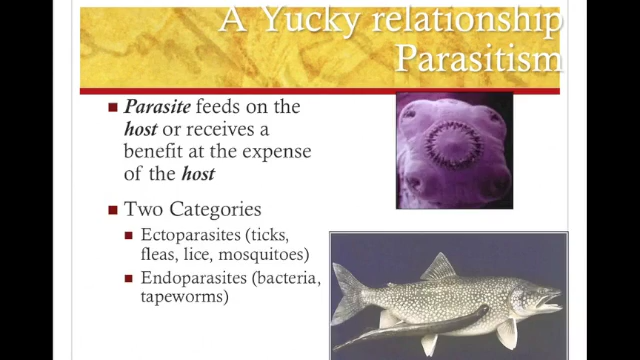 A Yucky relationship
Parasitism
Parasite feeds on the
host or receives a
benefit at the expense
of the host
Two Categories
Ectoparasites (ticks,
fleas, lice, mosquitoes)
Endoparasites (bacteria,
tapeworms)